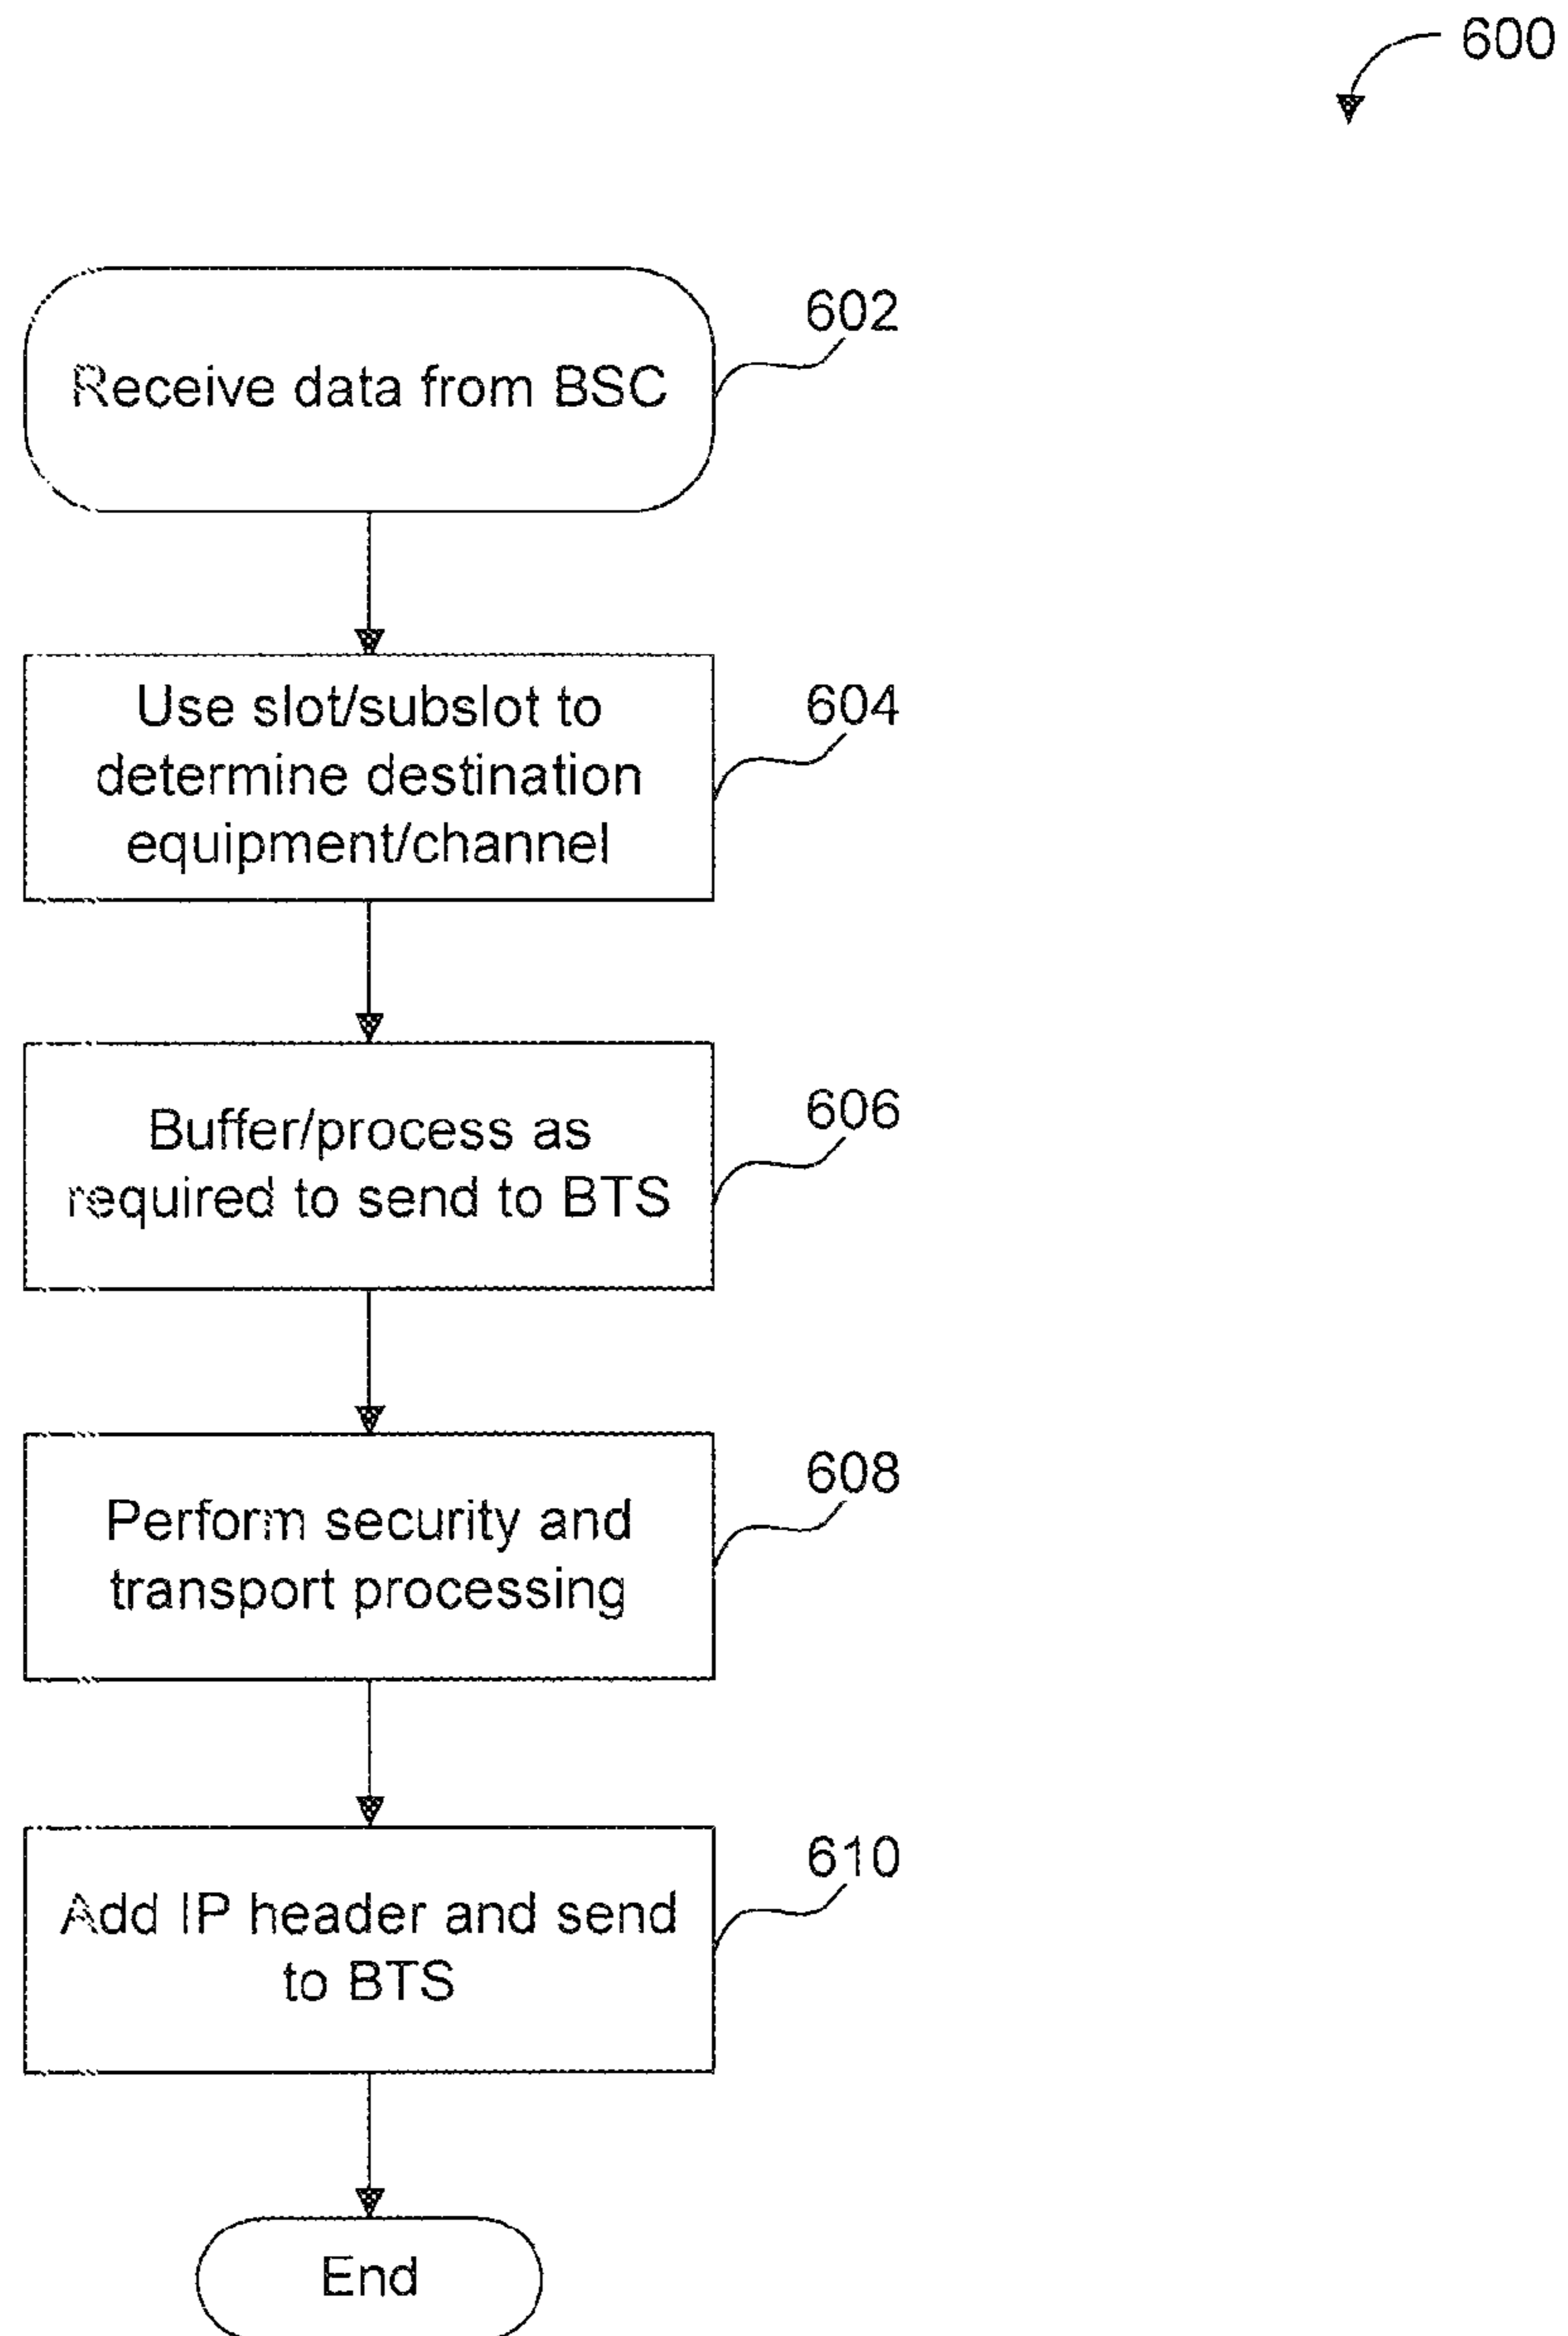 600
Receive data from BSC
602
Use slot/subslot to
determine destination
equipment/channel
604
Buffer/process as
required to send to BTS
606
Perform security and
transport processing
608
Add IP header and send
to BTS
610
End